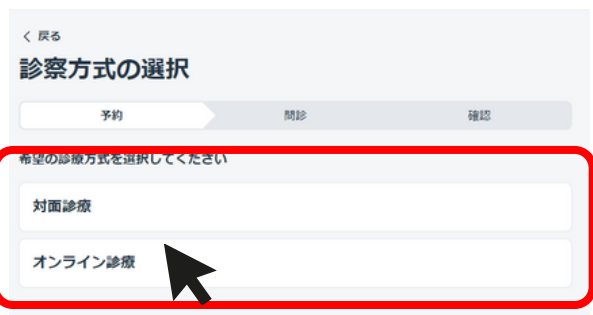 < 戻る
診察方式の選択
予約 問診 確認
希望の診療方式を選択してください
対面診療
オンライン診療